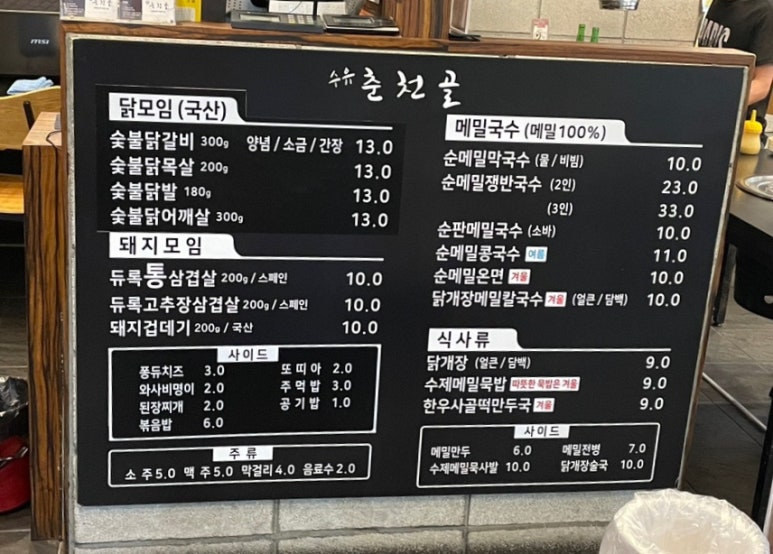 msi
수유 춘천골
닭모임 (국산)
숯불닭갈비 300g 양념 / 소금 / 간장 13.0
숯불닭목살 200g 13.0
숯불닭발 180g 13.0
숯불닭어깨살 300g 13.0
돼지모임
듀록통삼겹살 200g / 스페인 10.0
듀록고추장삼겹살 200g / 스페인 10.0
돼지껍데기 200g / 국산 10.0
사이드
퐁듀치즈 3.0 또띠아 2.0
와사비명이 2.0 주먹밥 3.0
된장찌개 2.0 공기밥 1.0
볶음밥 6.0
주류
소주 5.0 맥주 5.0 막걸리 4.0 음료수 2.0
메밀국수 (메밀100%)
순메밀막국수 (물 / 비빔) 10.0
순메밀쟁반국수 (2인) 23.0
(3인) 33.0
순판메밀국수 (소바) 10.0
순메밀콩국수 여름 11.0
순메밀온면 겨울 10.0
닭개장메밀칼국수 겨울 (얼큰 / 담백) 10.0
식사류
닭개장 (얼큰 / 담백) 9.0
수제메밀묵밥 따뜻한 묵밥은 겨울 9.0
한우사골떡만두국 겨울 9.0
사이드
메밀만두 6.0 메밀전병 7.0
수제메밀묵사발 10.0 닭개장술국 10.0